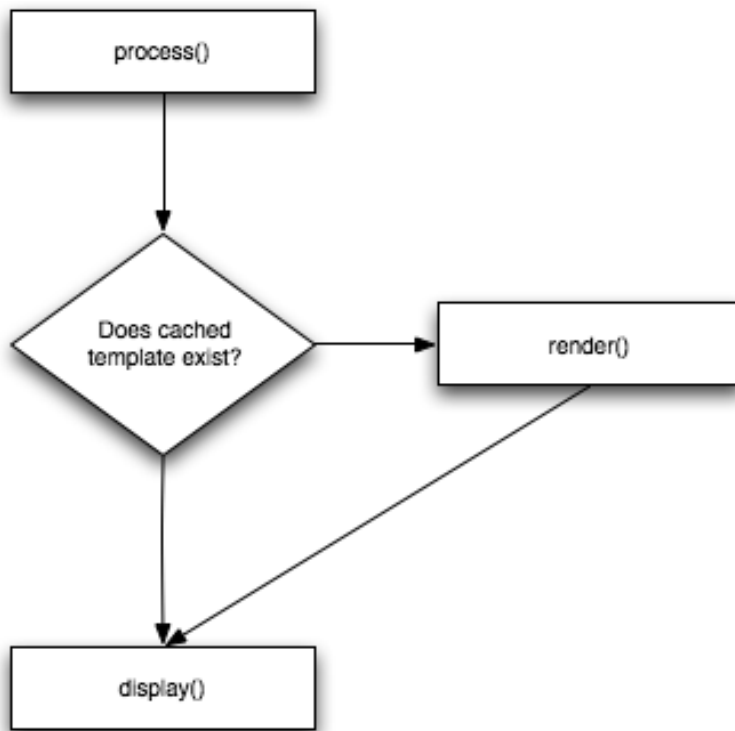 process()
Does cached
template exist?
render()
display()